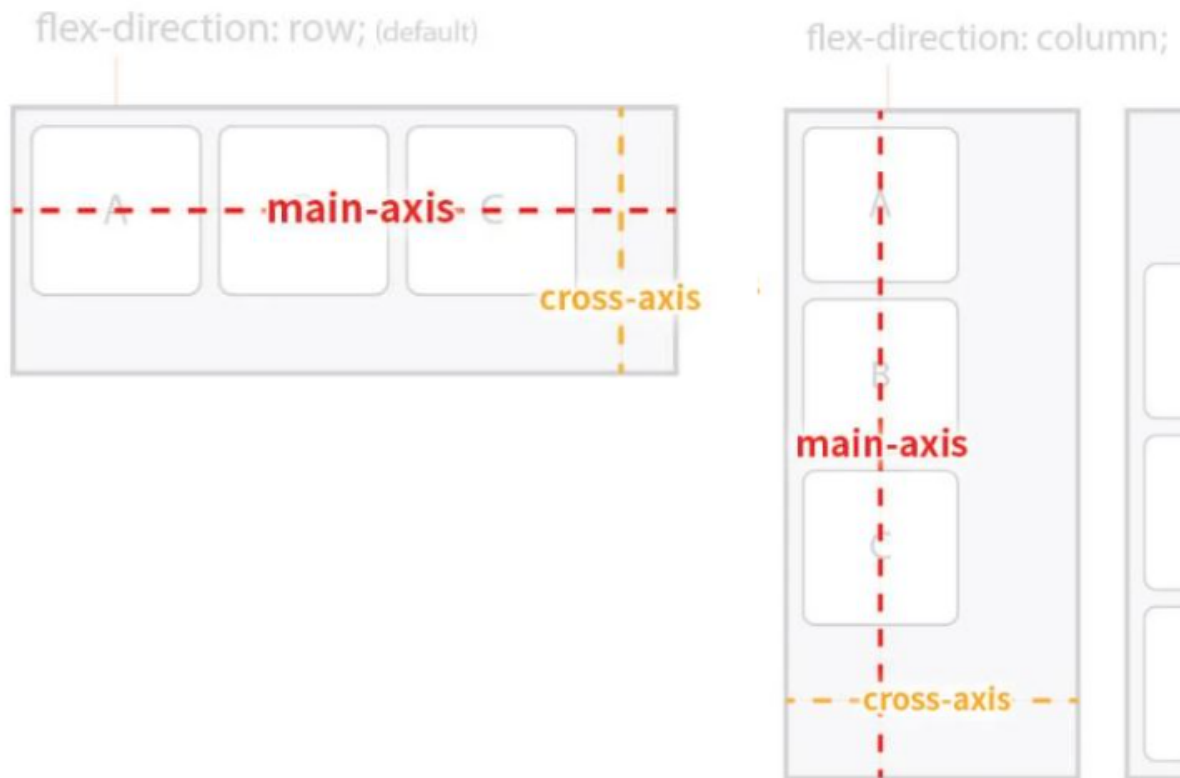 flex-direction: row; (default)
A
main-axis
C
cross-axis
flex-direction: column;
A
B
main-axis
C
cross-axis